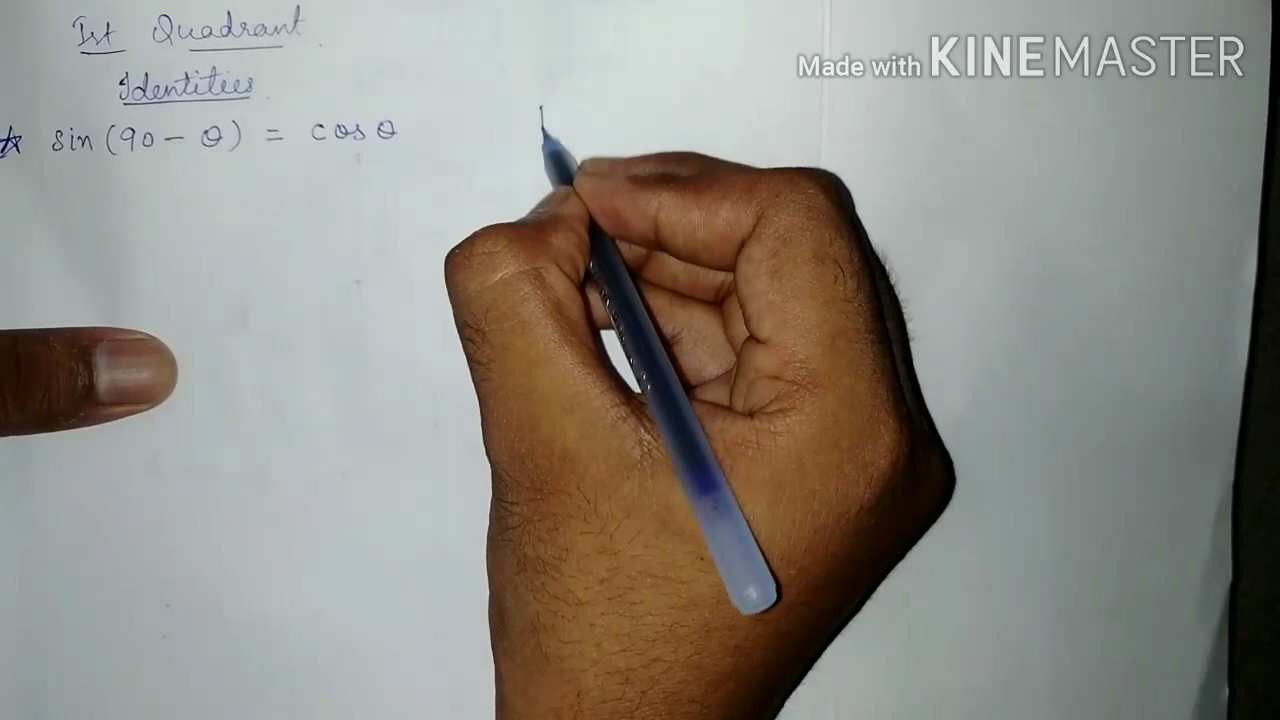 Ist Quadrant
Made with KINEMASTER
Identities
☆ sin (90 - θ) = cos θ